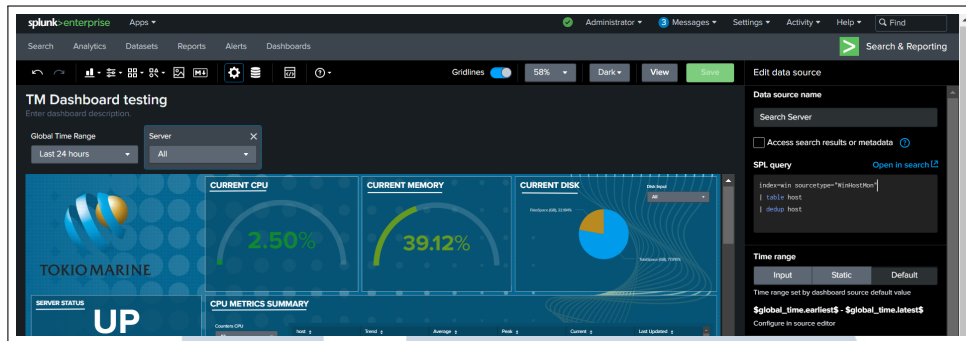 splunk>enterprise Apps ▾ Administrator ▾ 3 Messages ▾ Settings ▾ Activity ▾ Help ▾ Find
Search Analytics Datasets Reports Alerts Dashboards Search & Reporting
Gridlines 58% ▾ Dark ▾ View Save Edit data source
TM Dashboard testing
Enter dashboard description.
Global Time Range
Last 24 hours
Server
All
TOKIO MARINE
CURRENT CPU
2.50%
CURRENT MEMORY
39.12%
CURRENT DISK
Disk Input
All
SERVER STATUS
UP
CPU METRICS SUMMARY
Counters CPU
host Trend Average Peak Current Last Updated
Data source name
Search Server
Access search results or metadata
SPL query Open in search
index=win sourcetype="WinHostMon"
| table host
| dedup host
Time range
Input Static Default
Time range set by dashboard source
default value
$global_time.earliest$ - $global_time.latest$
Configure in source editor